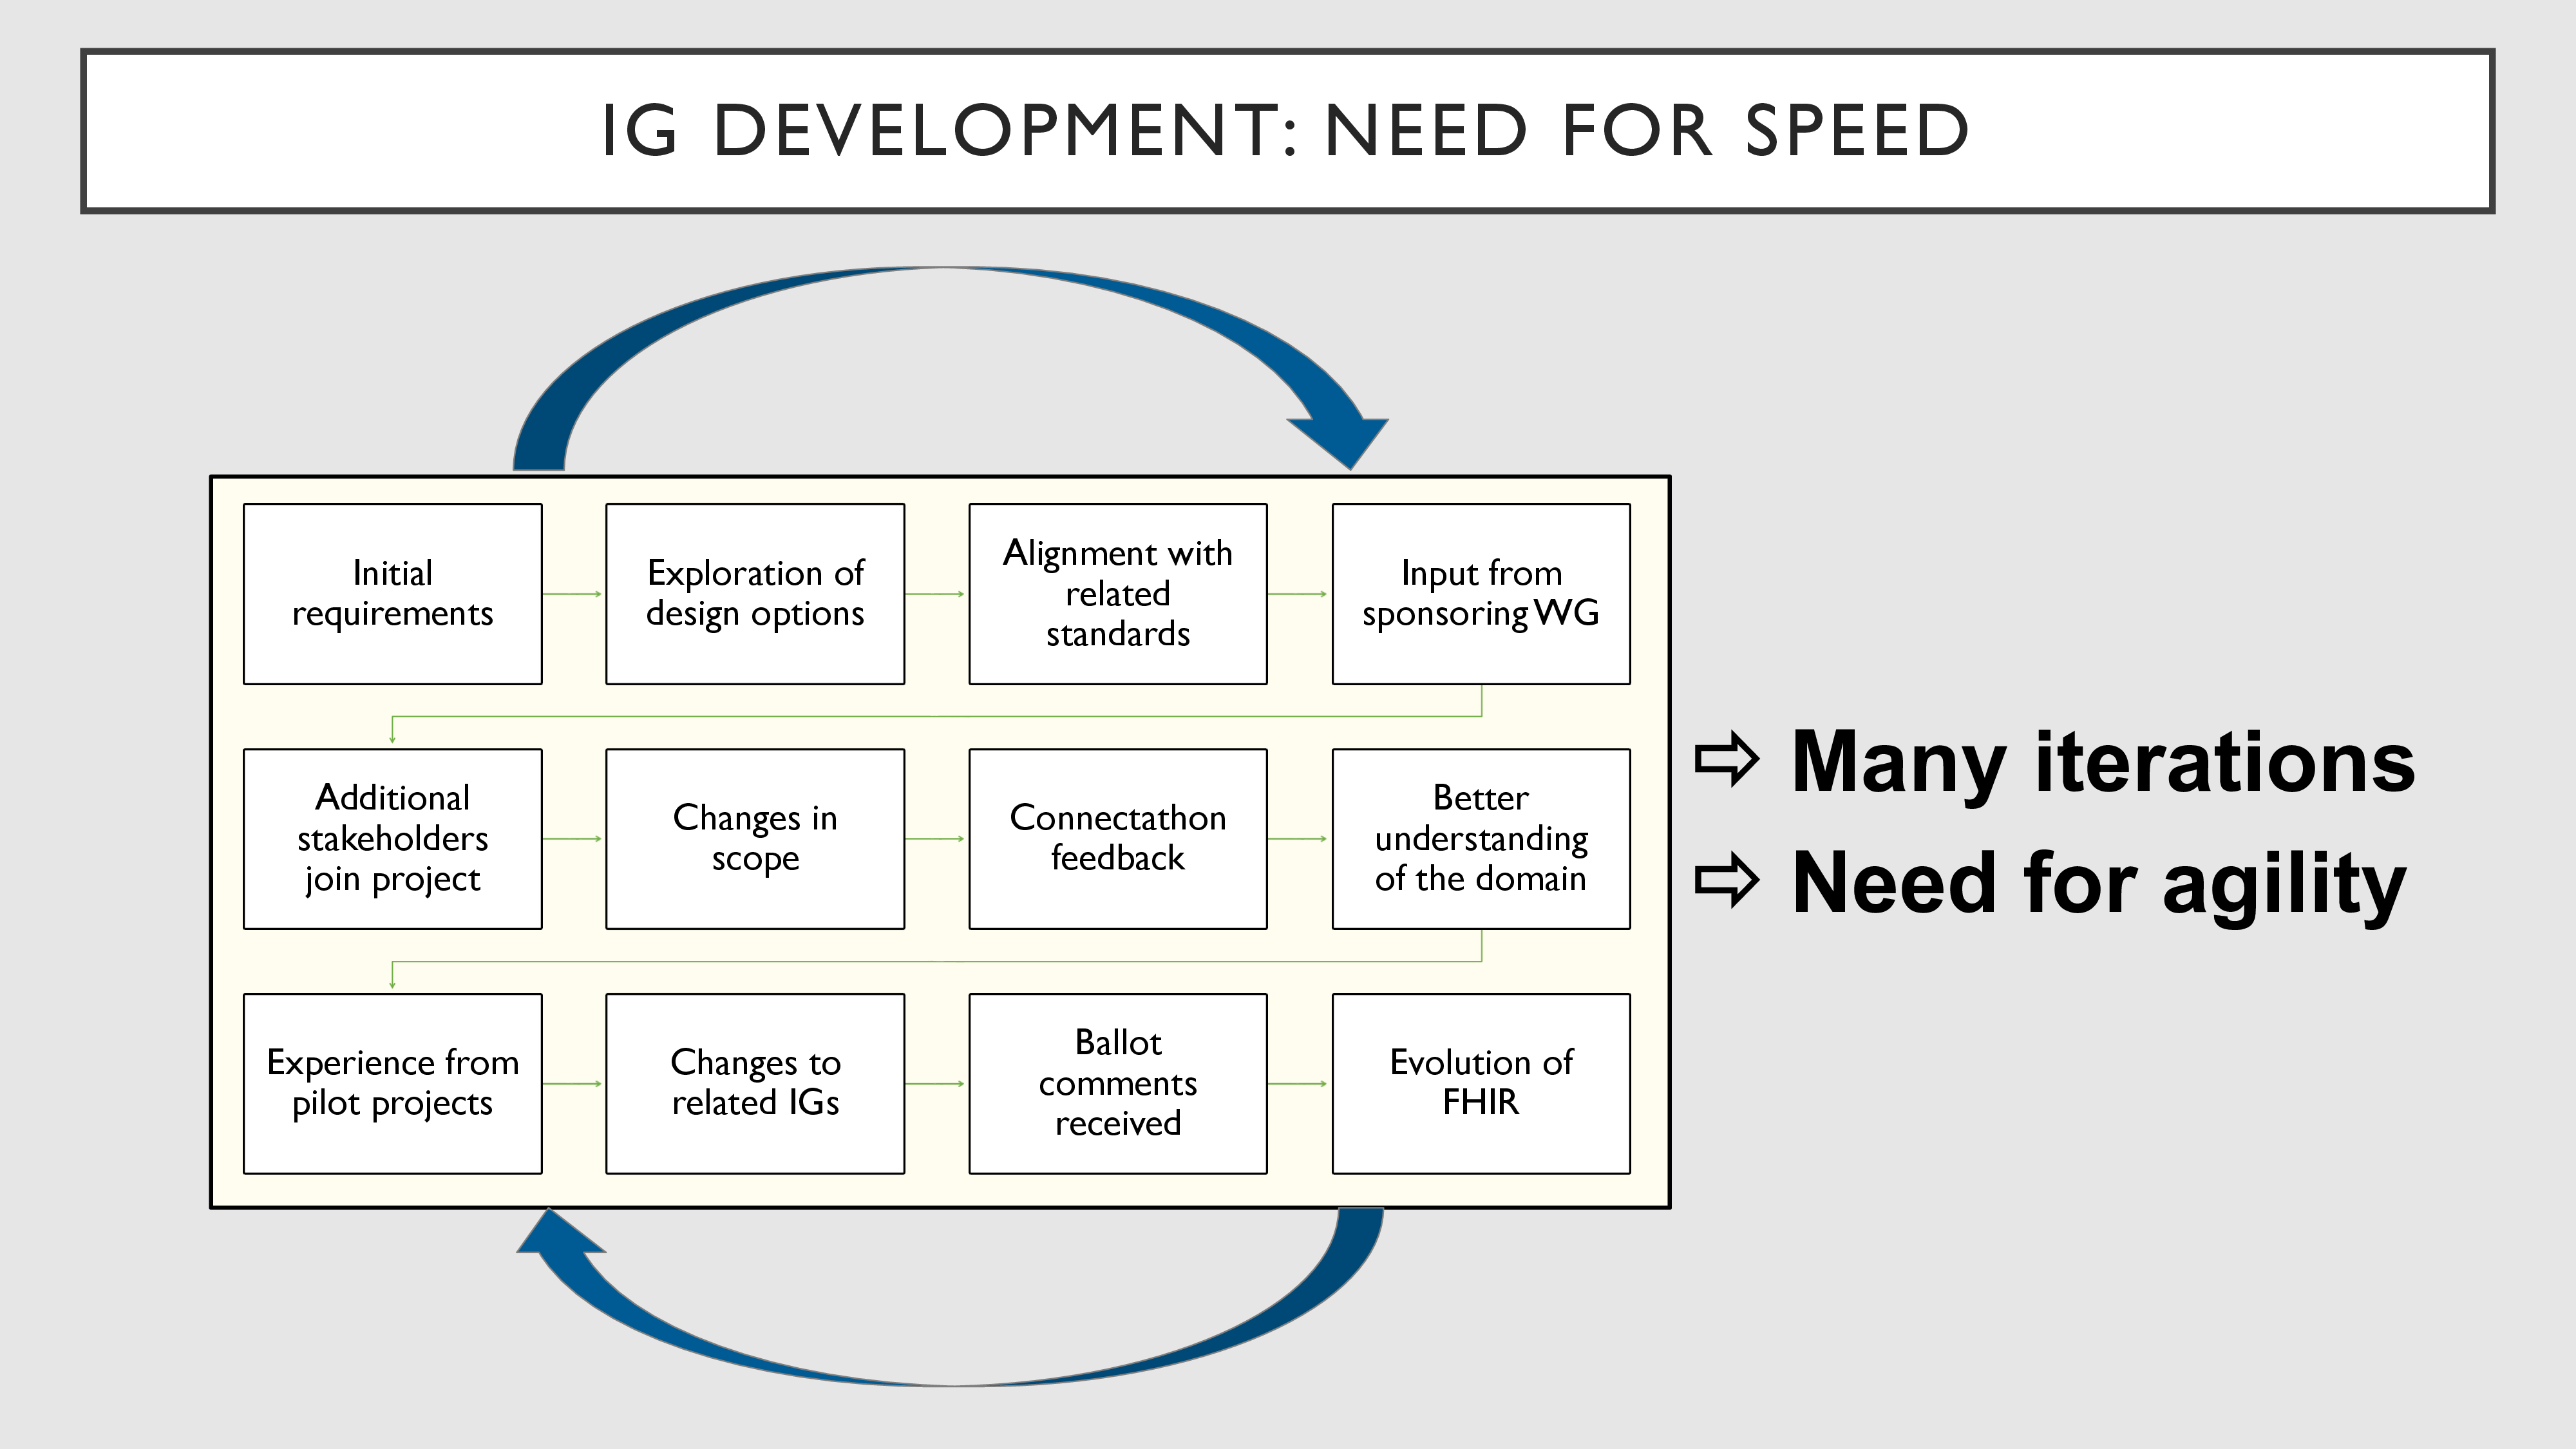 IG DEVELOPMENT: NEED FOR SPEED
Initial
requirements
Exploration of
design options
Alignment with
related
standards
Input from
sponsoring WG
Additional
stakeholders
join project
Changes in
scope
Connectathon
feedback
Better
understanding
of the domain
Experience from
pilot projects
Changes to
related IGs
Ballot
comments
received
Evolution of
FHIR
⇨ Many iterations
⇨ Need for agility